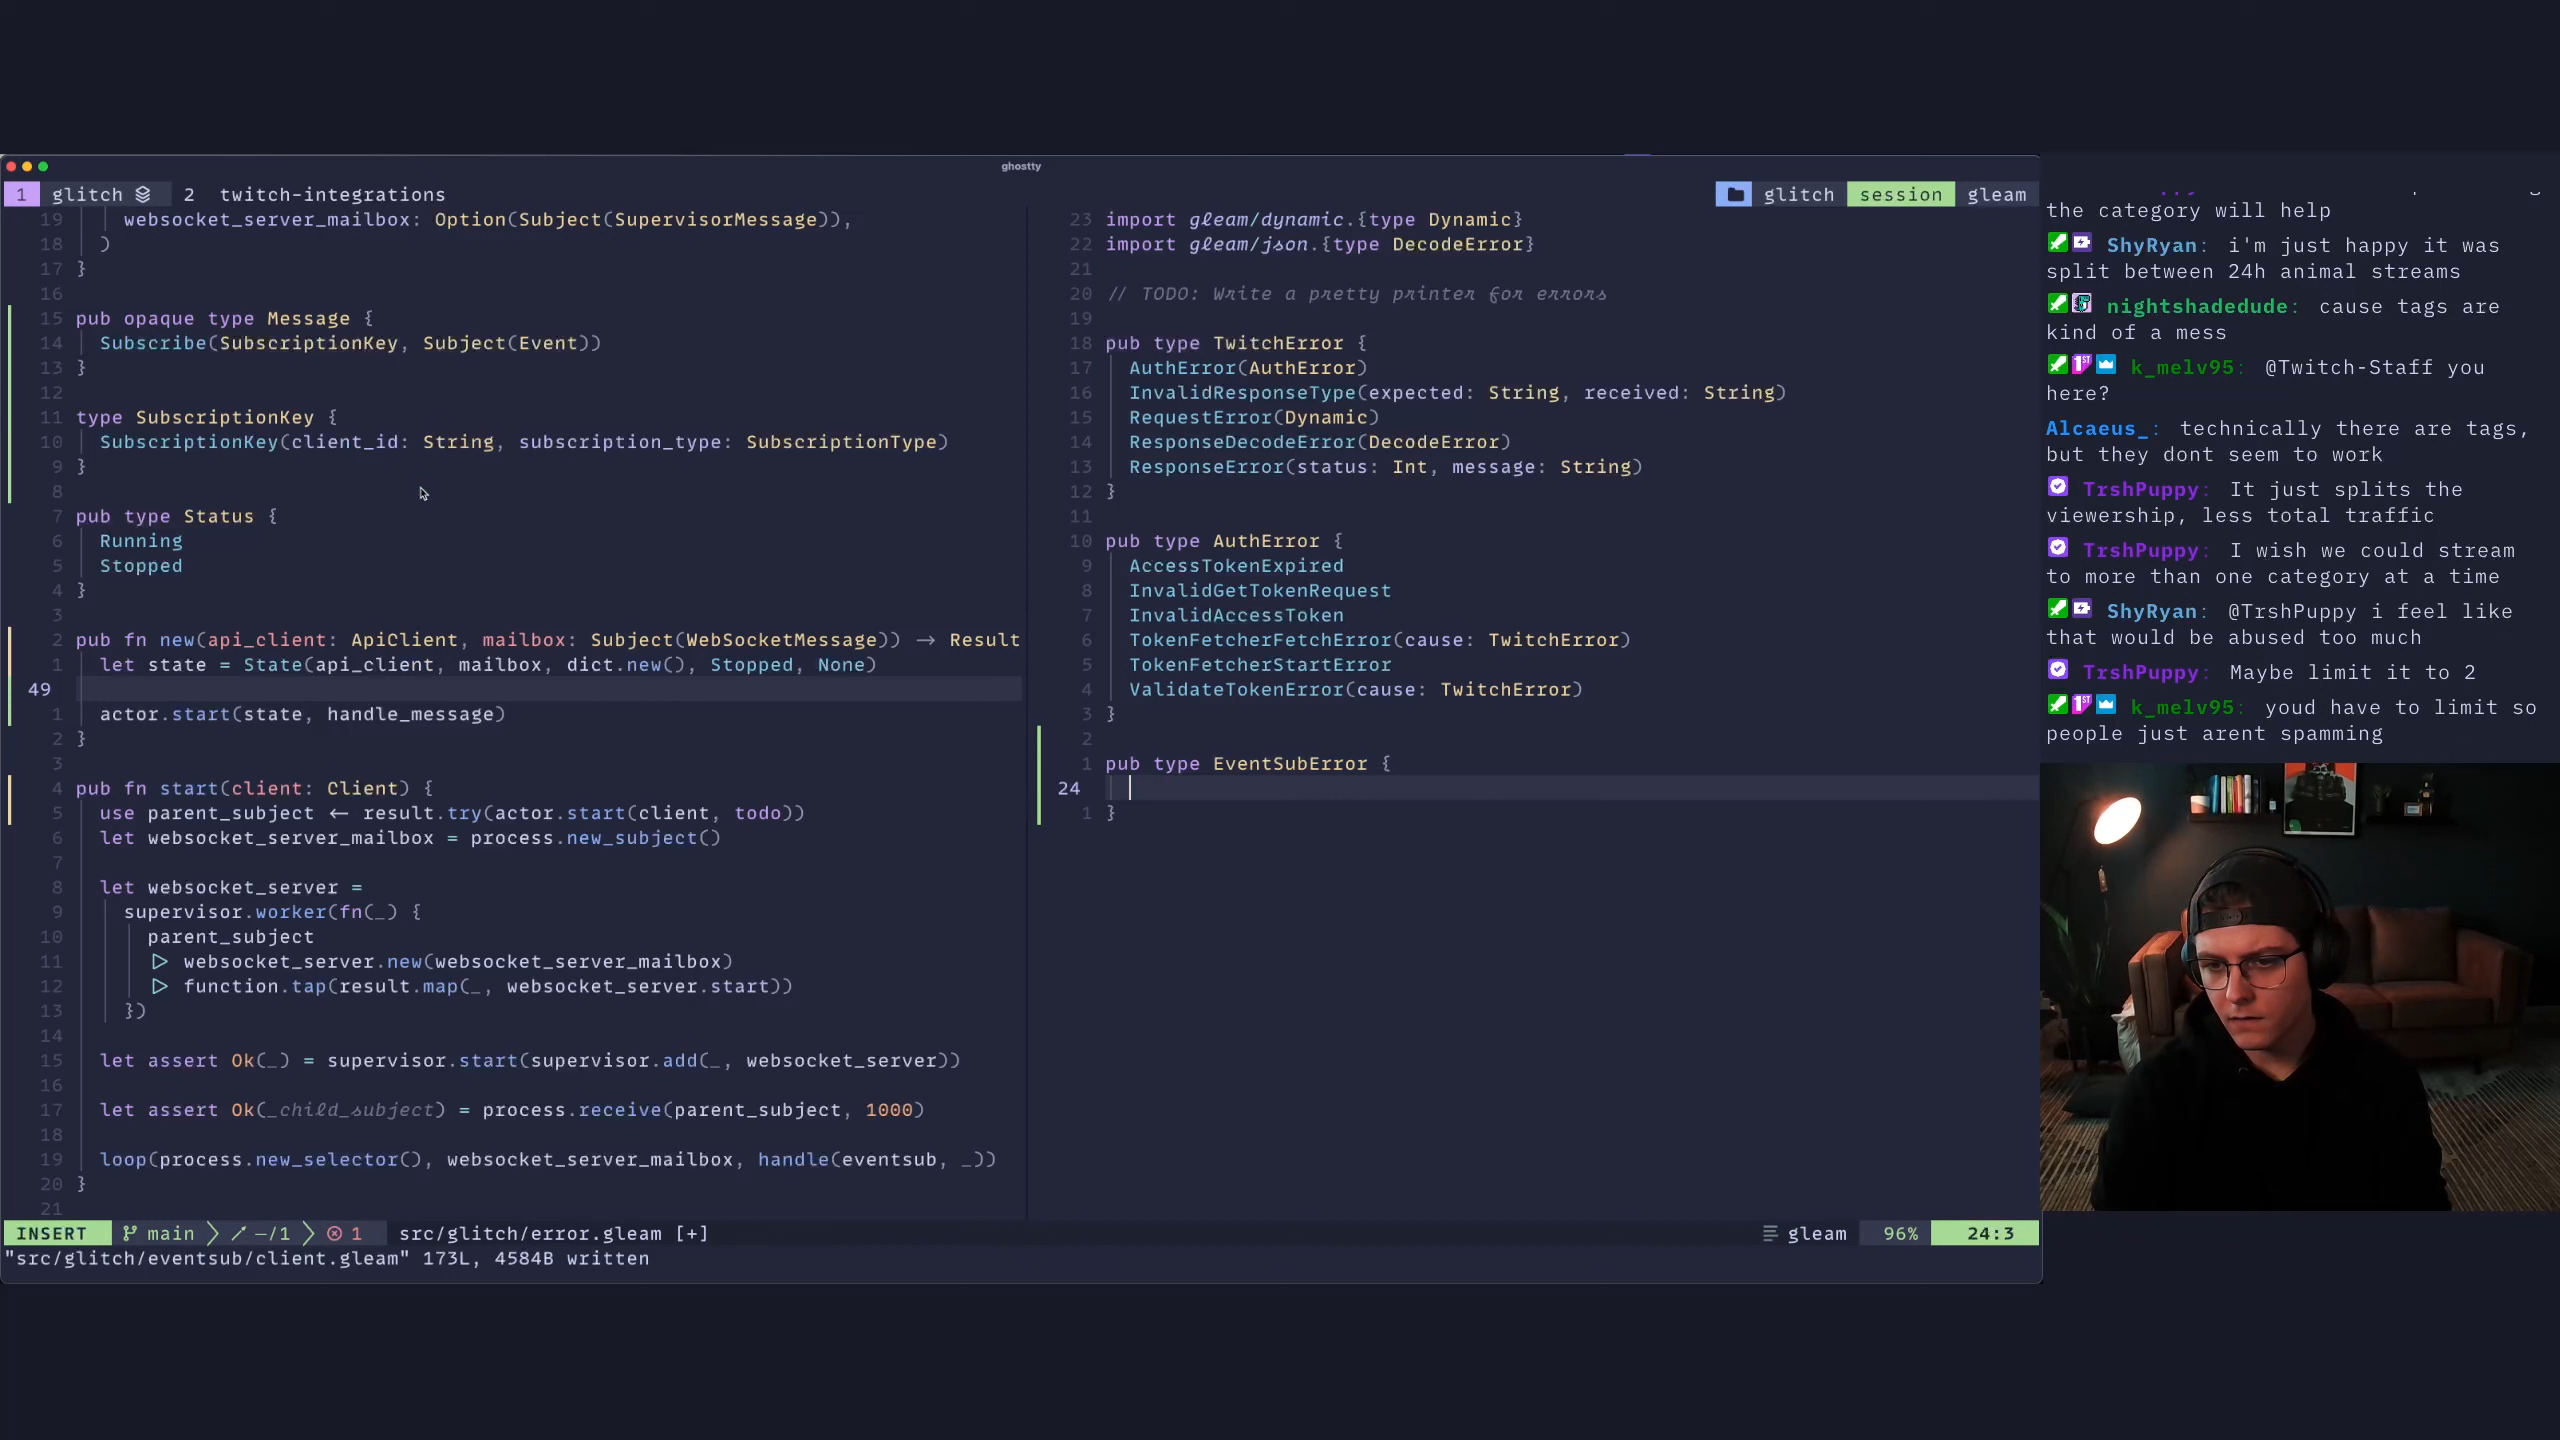 ghostty
1 glitch 2 twitch-integrations
glitch session gleam
19 websocket_server_mailbox: Option(Subject(SupervisorMessage)),
18 )
17 }
16
15 pub opaque type Message {
14 Subscribe(SubscriptionKey, Subject(Event))
13 }
12
11 type SubscriptionKey {
10 SubscriptionKey(client_id: String, subscription_type: SubscriptionType)
9 }
8
7 pub type Status {
6 Running
5 Stopped
4 }
3
2 pub fn new(api_client: ApiClient, mailbox: Subject(WebSocketMessage)) -> Result
1 let state = State(api_client, mailbox, dict.new(), Stopped, None)
49
1 actor.start(state, handle_message)
2 }
3
4 pub fn start(client: Client) {
5 use parent_subject <- result.try(actor.start(client, todo))
6 let websocket_server_mailbox = process.new_subject()
7
8 let websocket_server =
9 supervisor.worker(fn(_) {
10 parent_subject
11 |> websocket_server.new(websocket_server_mailbox)
12 |> function.tap(result.map(_, websocket_server.start))
13 })
14
15 let assert Ok(_) = supervisor.start(supervisor.add(_, websocket_server))
16
17 let assert Ok(_child_subject) = process.receive(parent_subject, 1000)
18
19 loop(process.new_selector(), websocket_server_mailbox, handle(eventsub, _))
20 }
21
23 import gleam/dynamic.{type Dynamic}
22 import gleam/json.{type DecodeError}
21
20 // TODO: Write a pretty printer for errors
19
18 pub type TwitchError {
17 AuthError(AuthError)
16 InvalidResponseType(expected: String, received: String)
15 RequestError(Dynamic)
14 ResponseDecodeError(DecodeError)
13 ResponseError(status: Int, message: String)
12 }
11
10 pub type AuthError {
9 AccessTokenExpired
8 InvalidGetTokenRequest
7 InvalidAccessToken
6 TokenFetcherFetchError(cause: TwitchError)
5 TokenFetcherStartError
4 ValidateTokenError(cause: TwitchError)
3 }
2
1 pub type EventSubError {
24
1 }
INSERT main —/1 1 src/glitch/error.gleam [+] gleam 96% 24:3
"src/glitch/eventsub/client.gleam" 173L, 4584B written
the category will help
ShyRyan: i'm just happy it was
split between 24h animal streams
nightshadedude: cause tags are
kind of a mess
k_melv95: @Twitch-Staff you
here?
Alcaeus_: technically there are tags,
but they dont seem to work
TrshPuppy: It just splits the
viewership, less total traffic
TrshPuppy: I wish we could stream
to more than one category at a time
ShyRyan: @TrshPuppy i feel like
that would be abused too much
TrshPuppy: Maybe limit it to 2
k_melv95: youd have to limit so
people just arent spamming